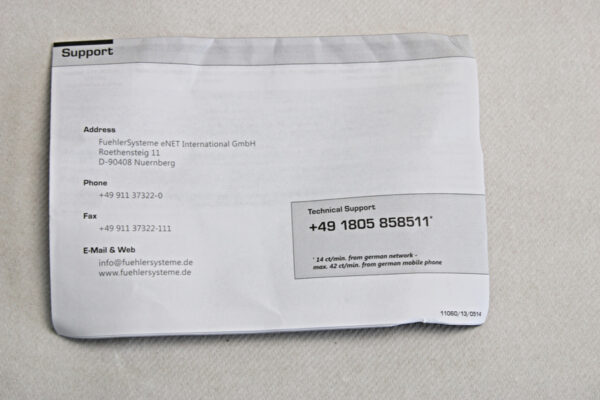 Support
Address
FuehlerSysteme eNET International GmbH
Roethensteig 11
D-90408 Nuernberg
Phone
+49 911 37322-0
Fax
+49 911 37322-111
E-Mail & Web
info@fuehlersysteme.de
www.fuehlersysteme.de
Technical Support
+49 1805 858511*
* 14 ct/min. from german network -
max. 42 ct/min. from german mobile phone
11060/13/0514